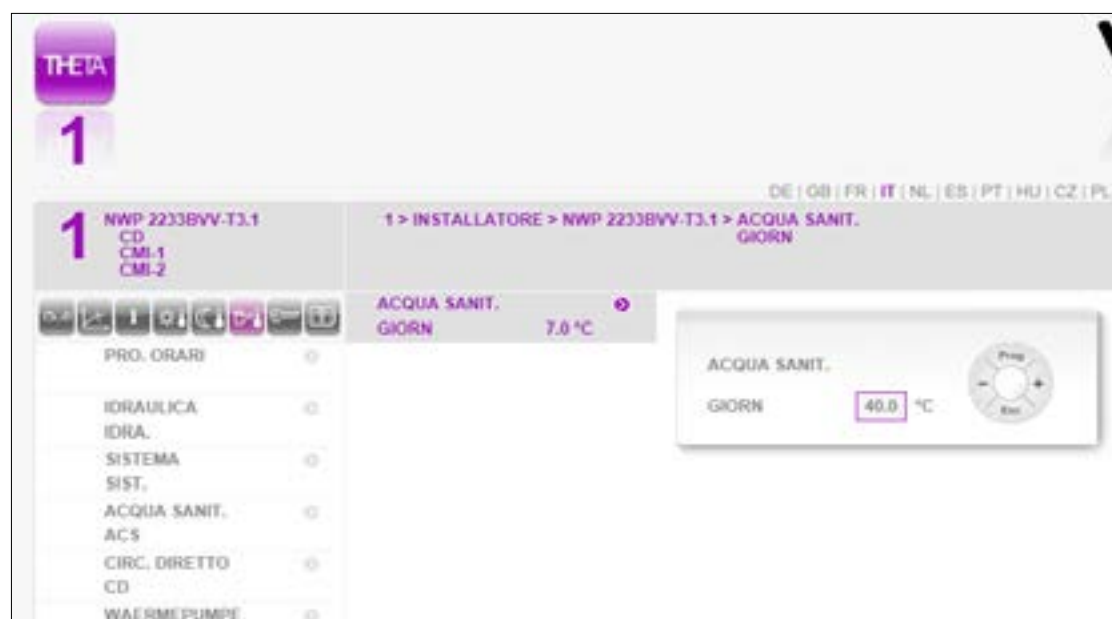 THETA
1
DE | GB | FR | IT | NL | ES | PT | HU | CZ | PL
1
NWP 2233BVV-T3.1
CD
CMI-1
CMI-2
1 > INSTALLATORE > NWP 2233BVV-T3.1 > ACQUA SANIT.
GIORN
ACQUA SANIT.
GIORN 7.0 °C
PRO. ORARI
IDRAULICA
IDRA.
SISTEMA
SIST.
ACQUA SANIT.
ACS
CIRC. DIRETTO
CD
WAERMEPUMPE
ACQUA SANIT.
GIORN 40.0 °C
Prog
- +
Esc